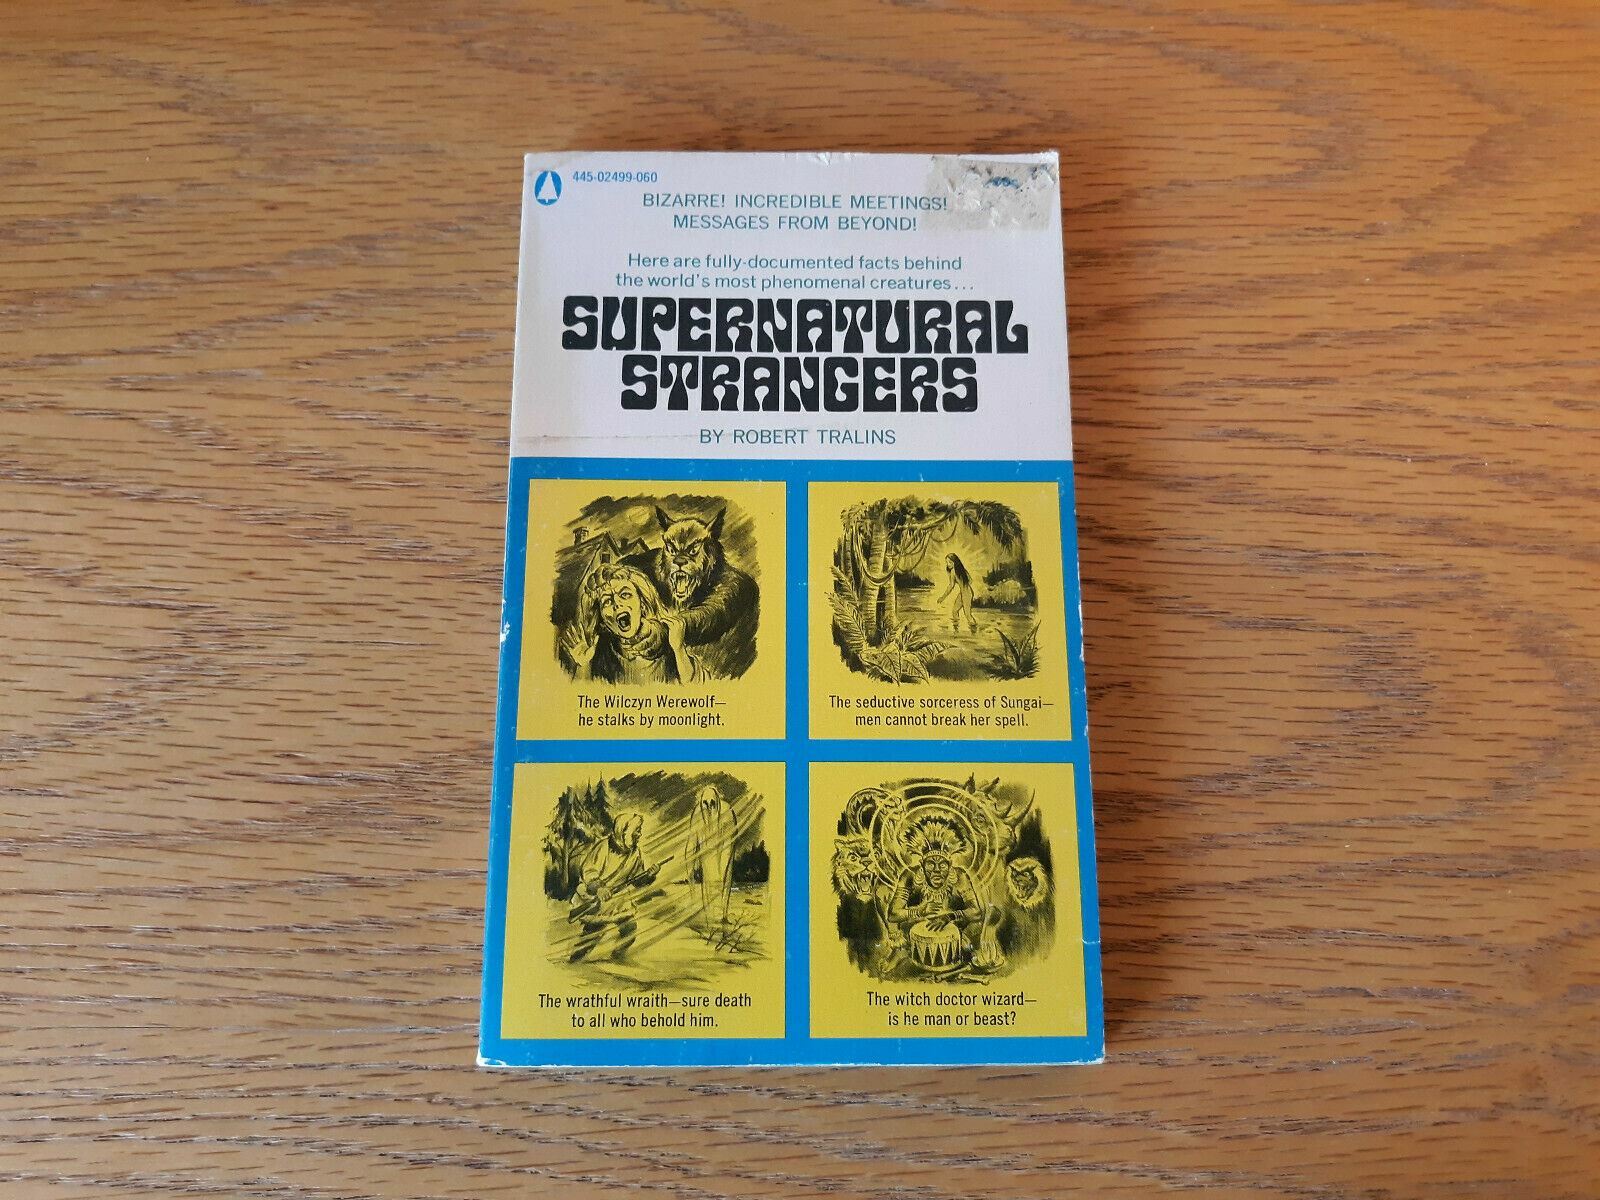 445-02499-060
BIZARRE! INCREDIBLE MEETINGS!
MESSAGES FROM BEYOND!
Here are fully-documented facts behind
the world's most phenomenal creatures...
SUPERNATURAL
STRANGERS
BY ROBERT TRALINS
The Wilczyn Werewolf—
he stalks by moonlight.
The seductive sorceress of Sungai—
men cannot break her spell.
The wrathful wraith—sure death
to all who behold him.
The witch doctor wizard—
is he man or beast?